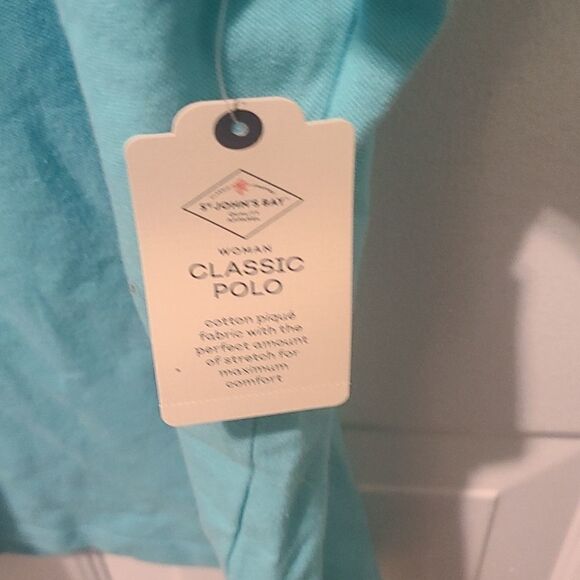 ST. JOHN'S BAY
WOMAN
CLASSIC
POLO
cotton piqué
fabric with the
perfect amount
of stretch for
maximum
comfort